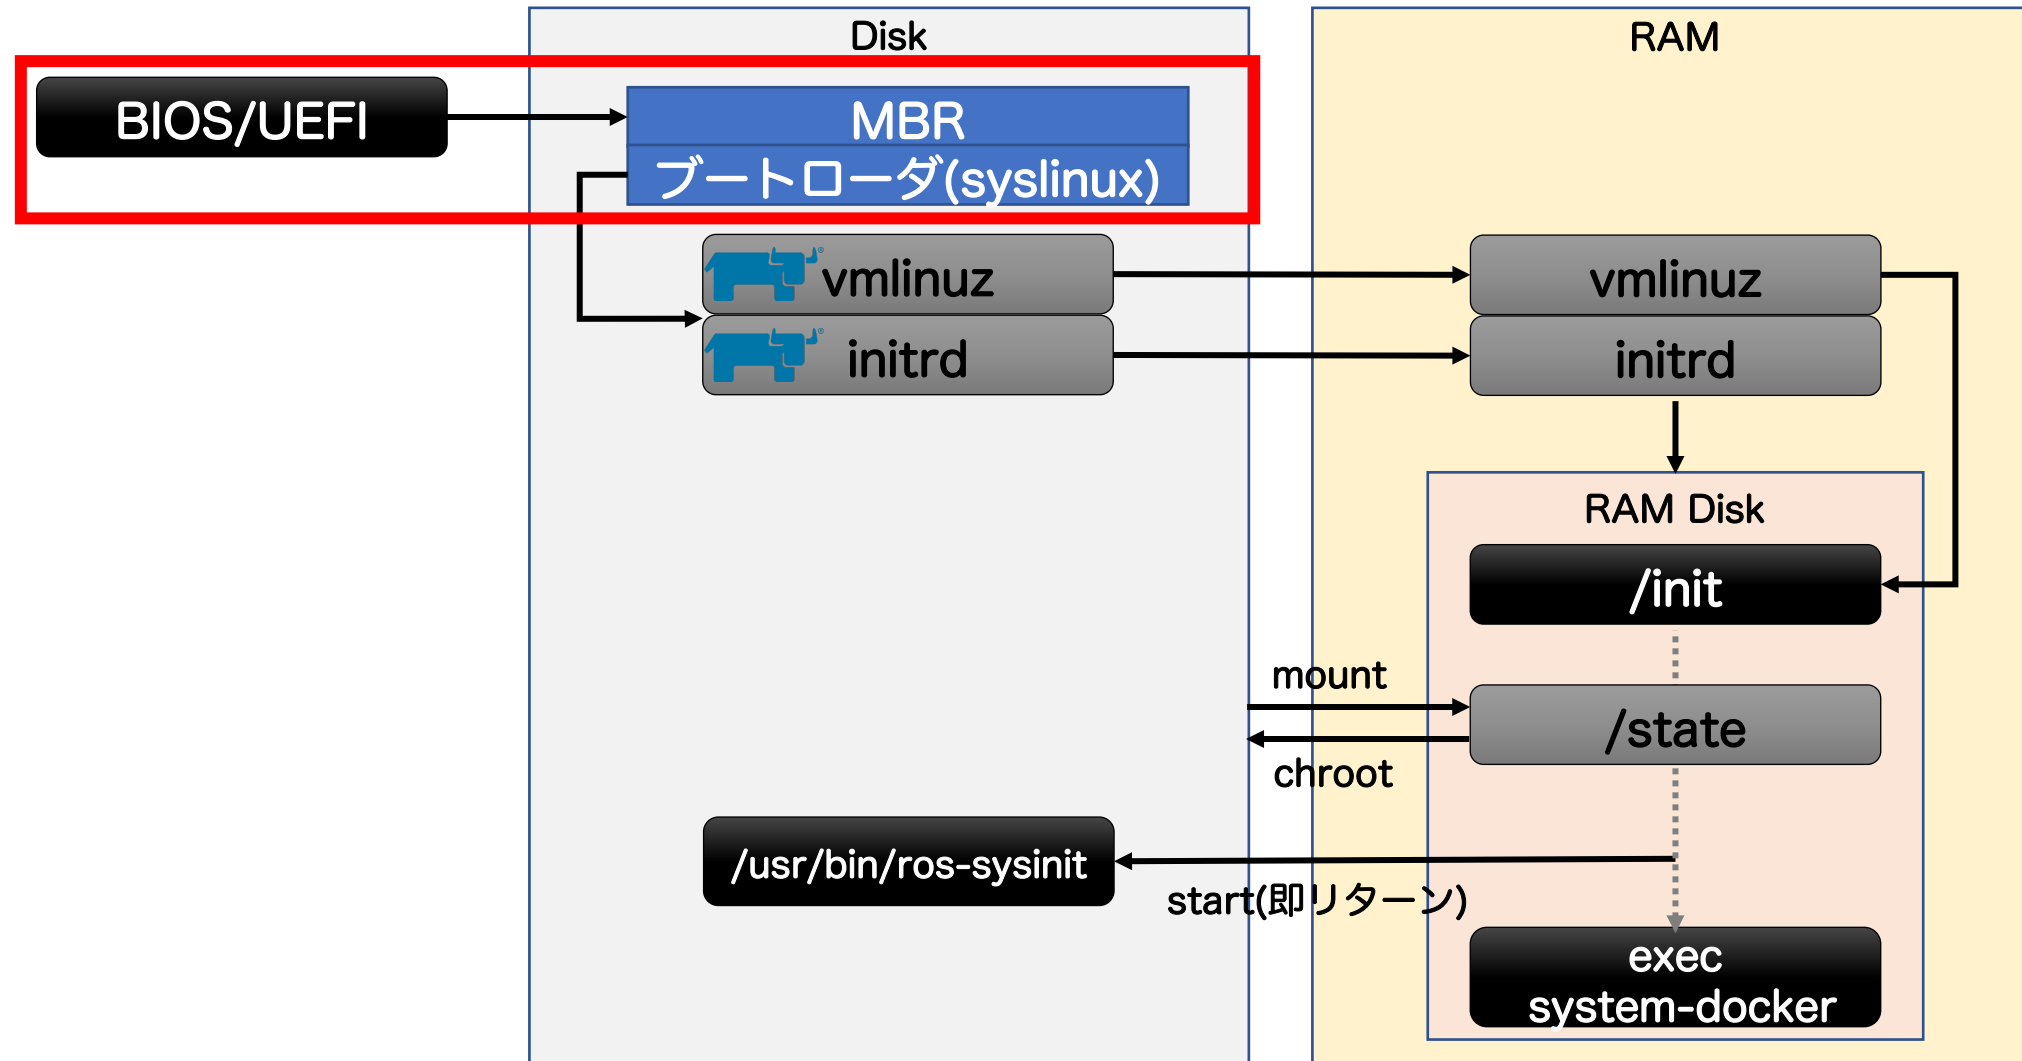 Disk
RAM
BIOS/UEFI
MBR
ブートローダ(syslinux)
vmlinuz
initrd
vmlinuz
initrd
RAM Disk
/init
mount
/state
chroot
/usr/bin/ros-sysinit
start(即リターン)
exec
system-docker